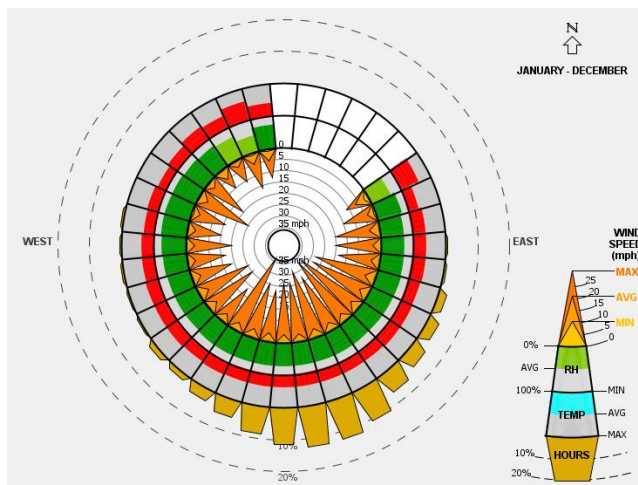 N
JANUARY - DECEMBER
0
5
10
15
20
25
30
35 mph
WEST
EAST
35 mph
30
25
10%
20%
WIND
SPEED
(mph)
MAX
25
20
AVG
15
10
MIN
5
0
0%
AVG
RH
100%
MIN
TEMP
AVG
MAX
HOURS
10%
20%